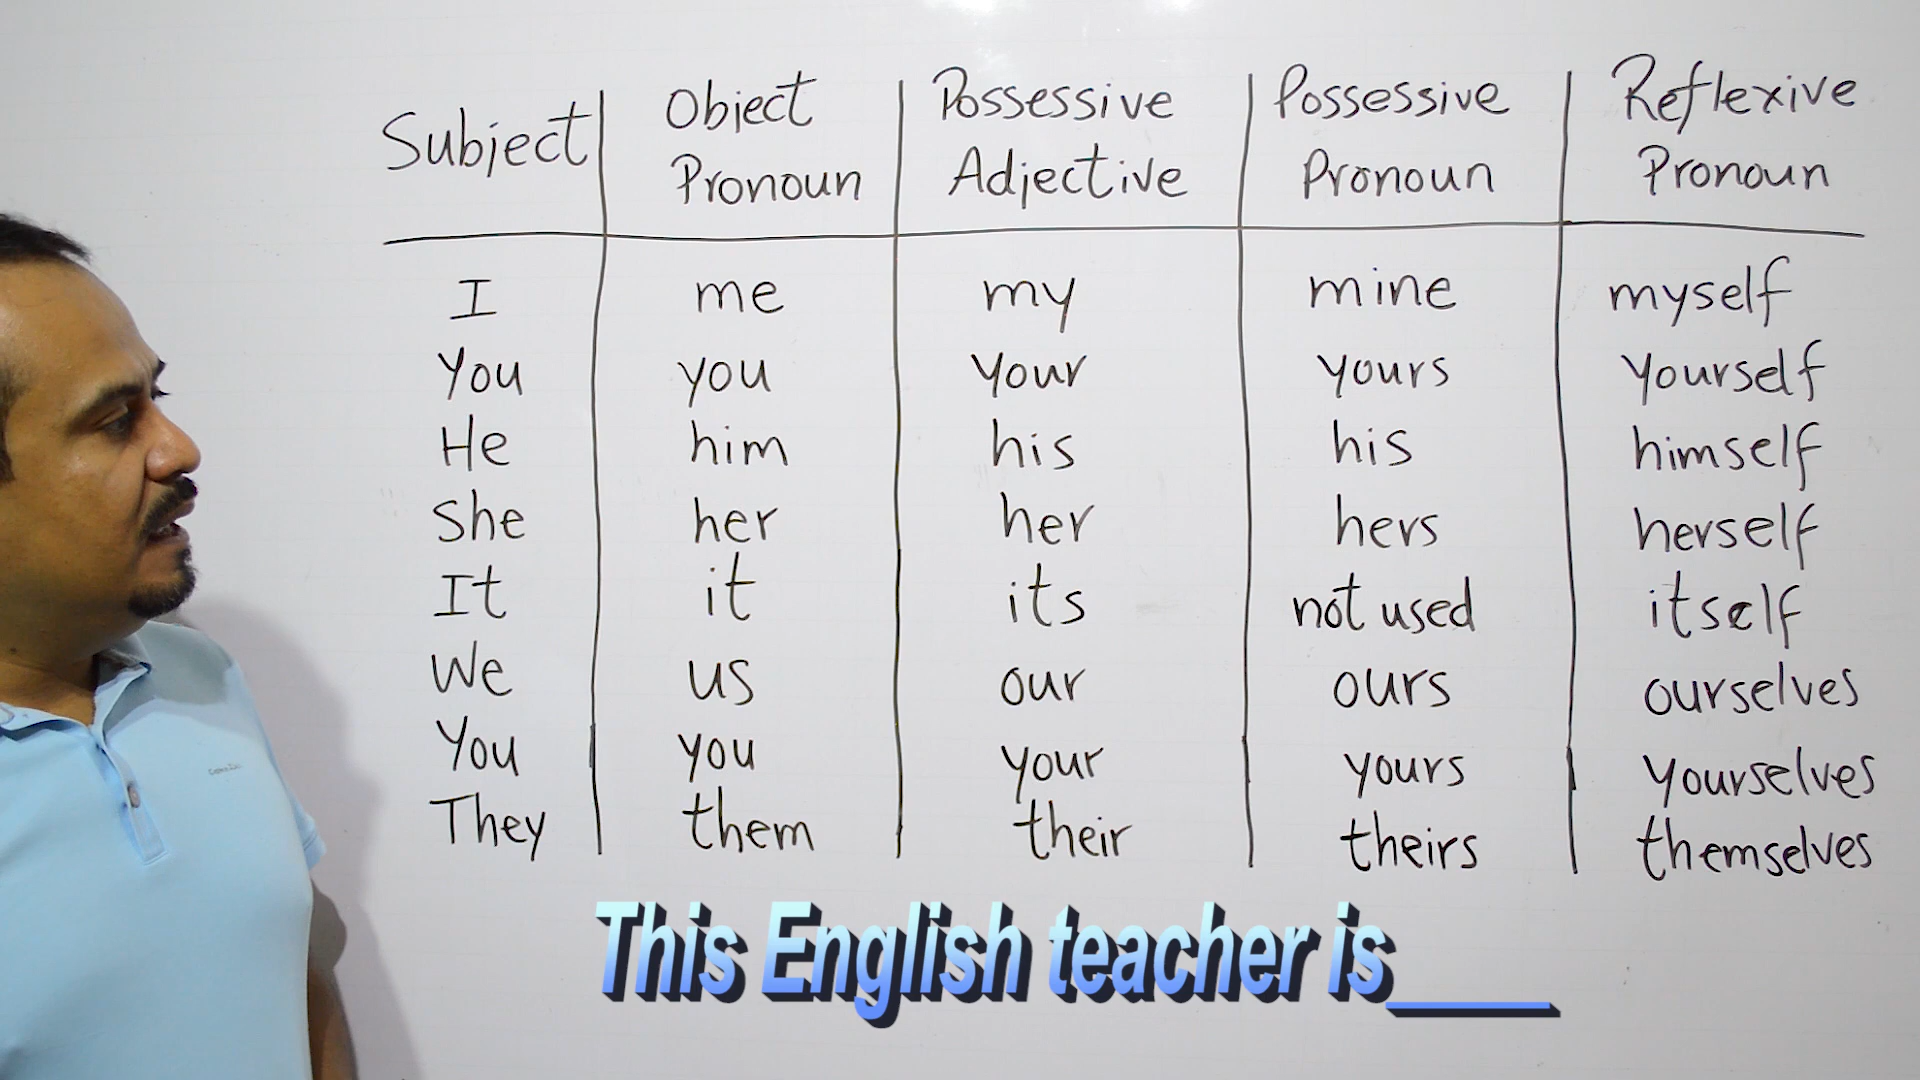 Subject Object Pronoun Possessive Adjective Possessive Pronoun Reflexive Pronoun
I me my mine myself
You you your yours yourself
He him his his himself
She her her hers herself
It it its not used itself
We us our ours ourselves
You you your yours yourselves
They them their theirs themselves
This English teacher is____